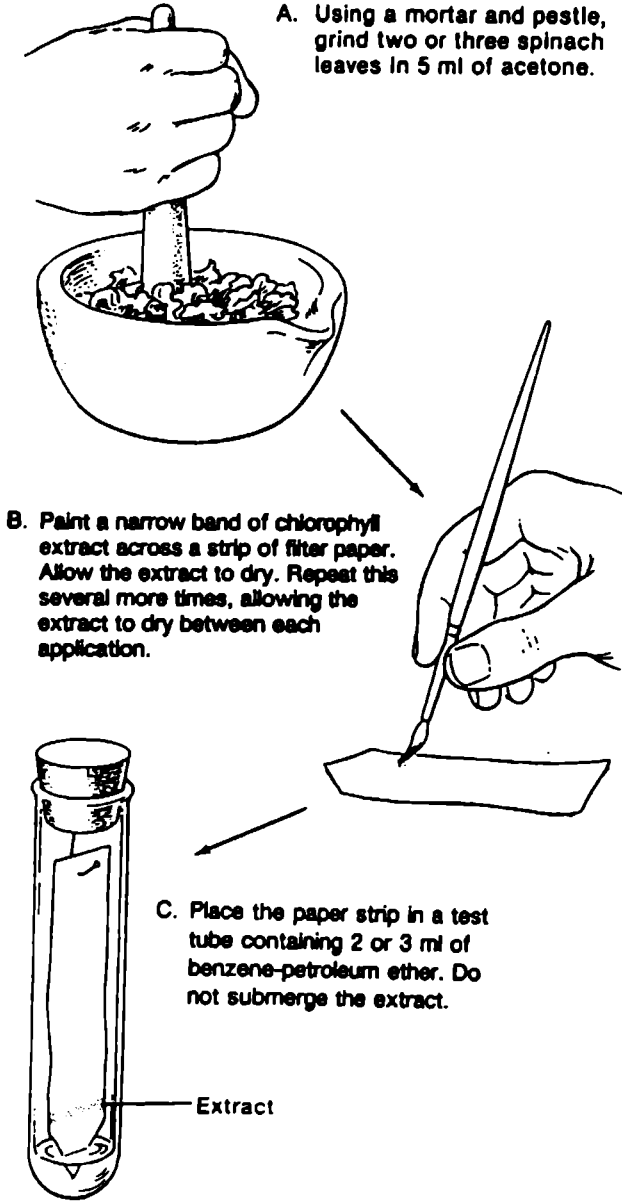 A. Using a mortar and pestle,
grind two or three spinach
leaves in 5 ml of acetone.
B. Paint a narrow band of chlorophyll
extract across a strip of filter paper.
Allow the extract to dry. Repeat this
several more times, allowing the
extract to dry between each
application.
C. Place the paper strip in a test
tube containing 2 or 3 ml of
benzene-petroleum ether. Do
not submerge the extract.
Extract